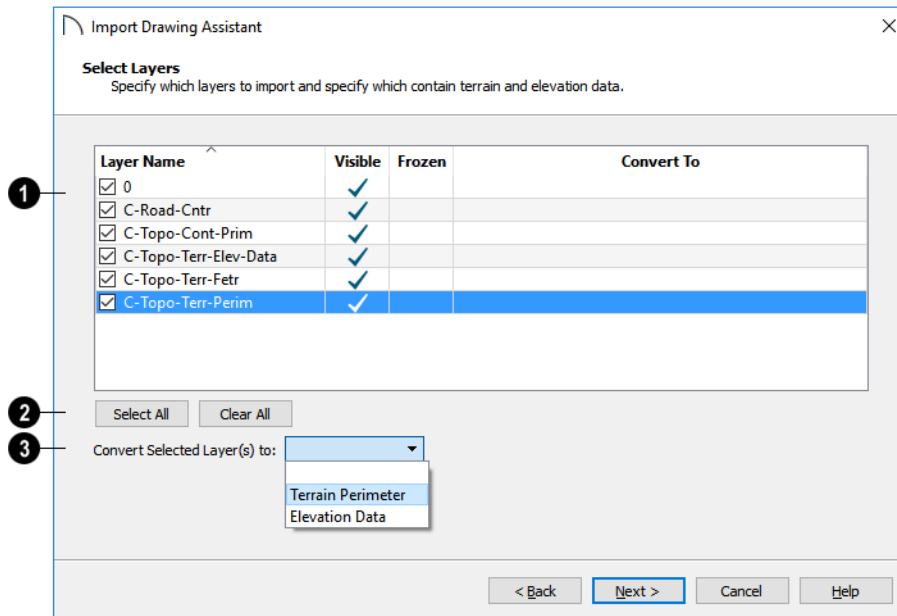 Import Drawing Assistant
Select Layers
Specify which layers to import and specify which contain terrain and elevation data.
Layer Name Visible Frozen Convert To
1
0
C-Road-Cntr
C-Topo-Cont-Prim
C-Topo-Terr-Elev-Data
C-Topo-Terr-Fetr
C-Topo-Terr-Perim
2 Select All Clear All
3 Convert Selected Layer(s) to:
Terrain Perimeter
Elevation Data
< Back Next > Cancel Help